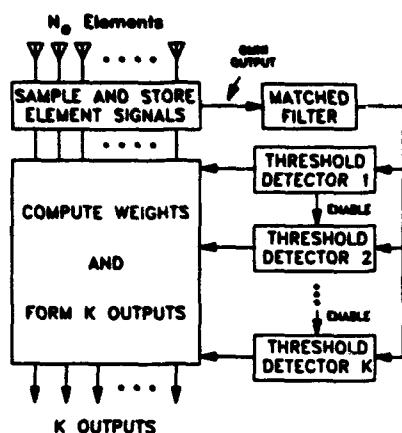 Ne Elements
SAMPLE AND STORE
ELEMENT SIGNALS
OMNI
OUTPUT
MATCHED
FILTER
THRESHOLD
DETECTOR 1
ENABLE
THRESHOLD
DETECTOR 2
ENABLE
THRESHOLD
DETECTOR K
COMPUTE WEIGHTS
AND
FORM K OUTPUTS
K OUTPUTS